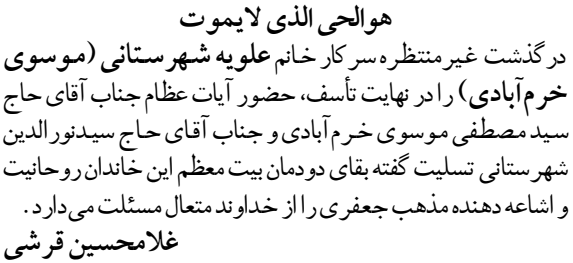 هوالحی الذی لایموت
درگذشت غیرمنتظره سرکار خانم علویه شهرستانی (موسوی
خرم‌آبادی) را در نهایت تأسف، حضور آیات عظام جناب آقای حاج
سید مصطفی موسوی خرم‌آبادی و جناب آقای حاج سیدنورالدین
شهرستانی تسلیت گفته بقای دودمان بیت معظم این خاندان روحانیت
و اشاعه دهنده مذهب جعفری را از خداوند متعال مسئلت می‌دارد.
غلامحسین قرشی